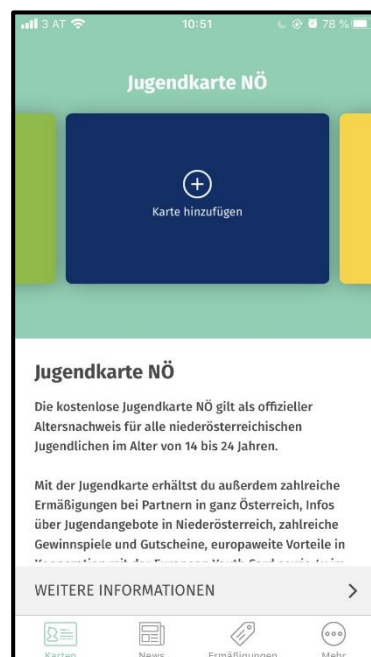 3 AT 10:51 78 %
Jugendkarte NÖ
Karte hinzufügen
Jugendkarte NÖ
Die kostenlose Jugendkarte NÖ gilt als offizieller
Altersnachweis für alle niederösterreichischen
Jugendlichen im Alter von 14 bis 24 Jahren.
Mit der Jugendkarte erhältst du außerdem zahlreiche
Ermäßigungen bei Partnern in ganz Österreich, Infos
über Jugendangebote in Niederösterreich, zahlreiche
Gewinnspiele und Gutscheine, europaweite Vorteile in
WEITERE INFORMATIONEN
Karten News Ermäßigungen Mehr